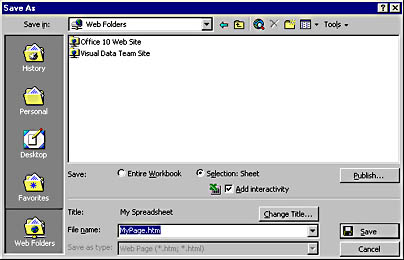 Save As
Save in: Web Folders Tools
Office 10 Web Site
Visual Data Team Site
History
Personal
Desktop
Favorites
Web Folders
Save: Entire Workbook Selection: Sheet Publish...
Add interactivity
Title: My Spreadsheet Change Title...
File name: MyPage.htm Save
Save as type: Web Page (*.htm; *.html) Cancel